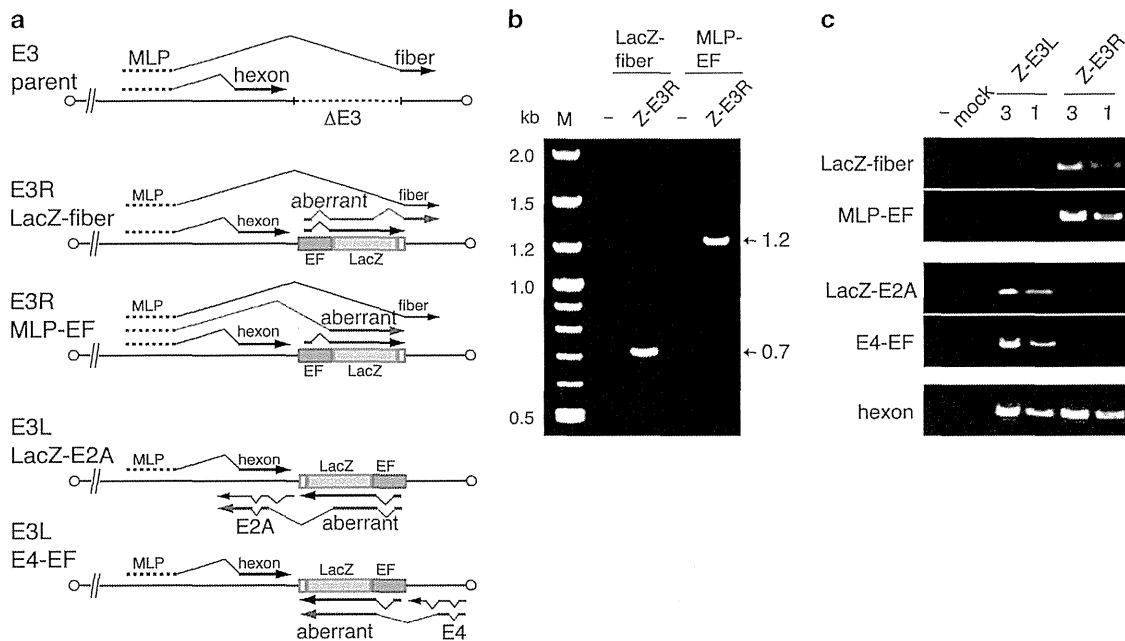 a
E3
parent
MLP
fiber
hexon
ΔE3
E3R
LacZ-fiber
MLP
fiber
aberrant
hexon
EF
LacZ
E3R
MLP-EF
MLP
fiber
aberrant
hexon
EF
LacZ
E3L
LacZ-E2A
MLP
hexon
LacZ
EF
E2A
aberrant
E3L
E4-EF
MLP
hexon
LacZ
EF
aberrant
E4
b
LacZ-
fiber
MLP-
EF
kb
M
–
Z-E3R
–
Z-E3R
2.0
1.5
1.2
1.0
0.5
1.2
0.7
c
Z-E3L
Z-E3R
–
mock
3
1
3
1
LacZ-fiber
MLP-EF
LacZ-E2A
E4-EF
hexon